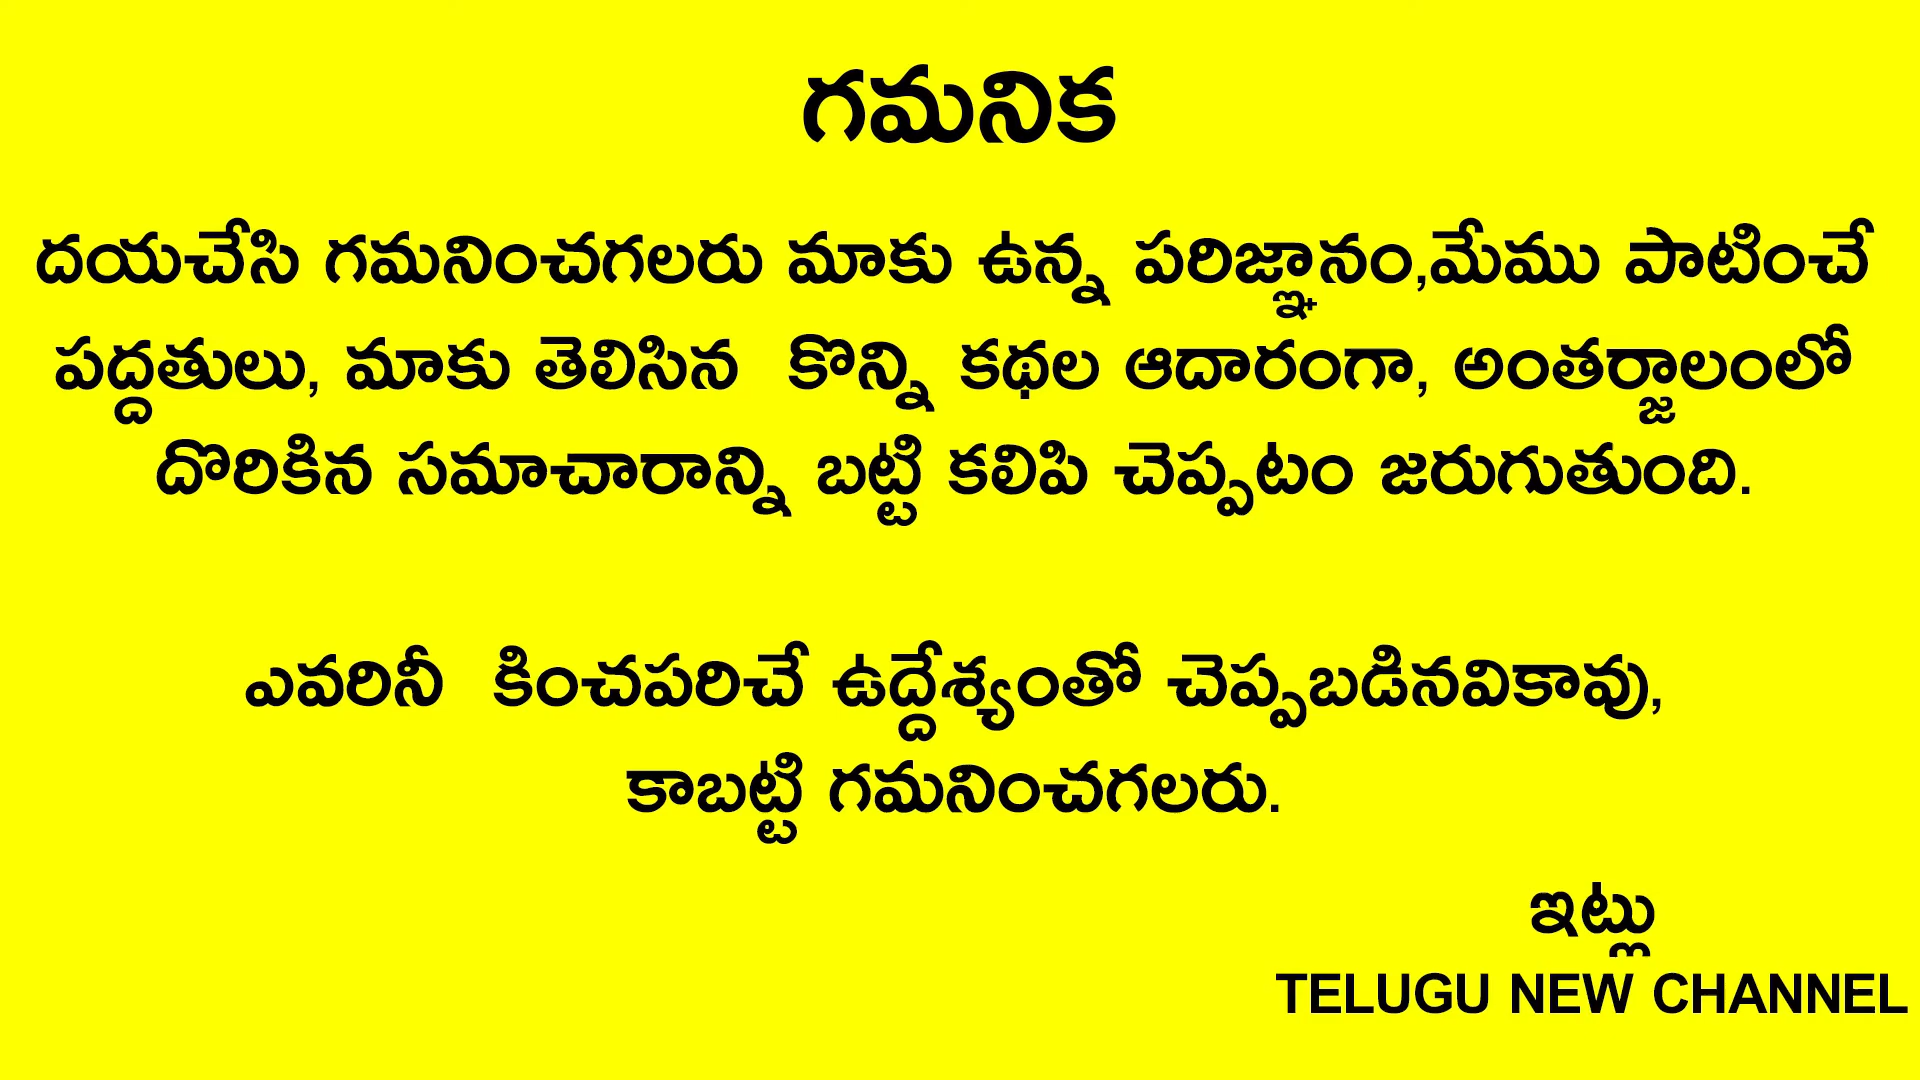 గమనిక
దయచేసి గమనించగలరు మాకు ఉన్న పరిజ్ఞానం,మేము పాటించే
పద్దతులు, మాకు తెలిసిన కొన్ని కథల ఆదారంగా, అంతర్జాలంలో
దొరికిన సమాచారాన్ని బట్టి కలిపి చెప్పటం జరుగుతుంది.
ఎవరినీ కించపరిచే ఉద్దేశ్యంతో చెప్పబడినవికావు,
కాబట్టి గమనించగలరు.
ఇట్లు
TELUGU NEW CHANNEL